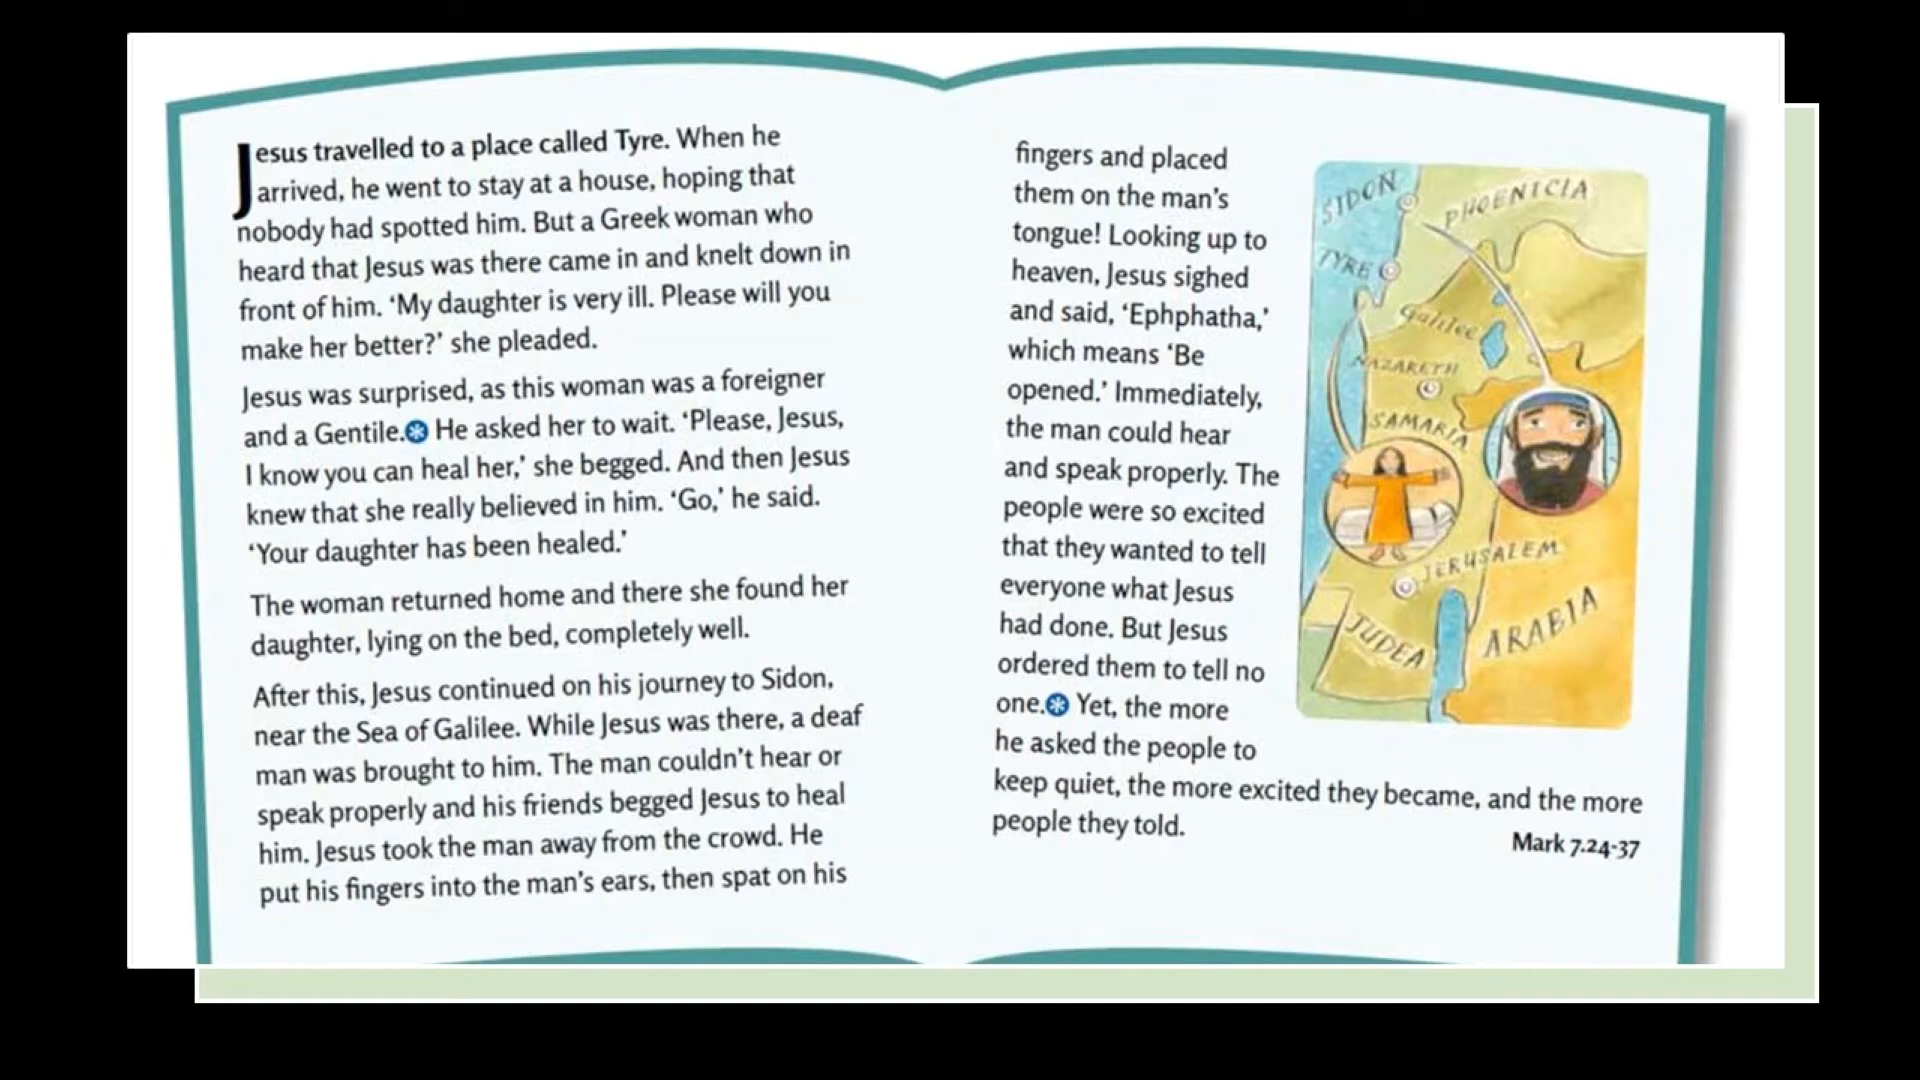 Jesus travelled to a place called Tyre. When he
arrived, he went to stay at a house, hoping that
nobody had spotted him. But a Greek woman who
heard that Jesus was there came in and knelt down in
front of him. ‘My daughter is very ill. Please will you
make her better?’ she pleaded.
Jesus was surprised, as this woman was a foreigner
and a Gentile. He asked her to wait. ‘Please, Jesus,
I know you can heal her,’ she begged. And then Jesus
knew that she really believed in him. ‘Go,’ he said.
‘Your daughter has been healed.’
The woman returned home and there she found her
daughter, lying on the bed, completely well.
After this, Jesus continued on his journey to Sidon,
near the Sea of Galilee. While Jesus was there, a deaf
man was brought to him. The man couldn’t hear or
speak properly and his friends begged Jesus to heal
him. Jesus took the man away from the crowd. He
put his fingers into the man’s ears, then spat on his
fingers and placed
them on the man’s
tongue! Looking up to
heaven, Jesus sighed
and said, ‘Ephphatha,’
which means ‘Be
opened.’ Immediately,
the man could hear
and speak properly. The
people were so excited
that they wanted to tell
everyone what Jesus
had done. But Jesus
ordered them to tell no
one. Yet, the more
he asked the people to
keep quiet, the more excited they became, and the more
people they told.
Mark 7.24-37
SIDON
PHOENICIA
TYRE
Galilee
NAZARETH
SAMARIA
JERUSALEM
JUDEA
ARABIA